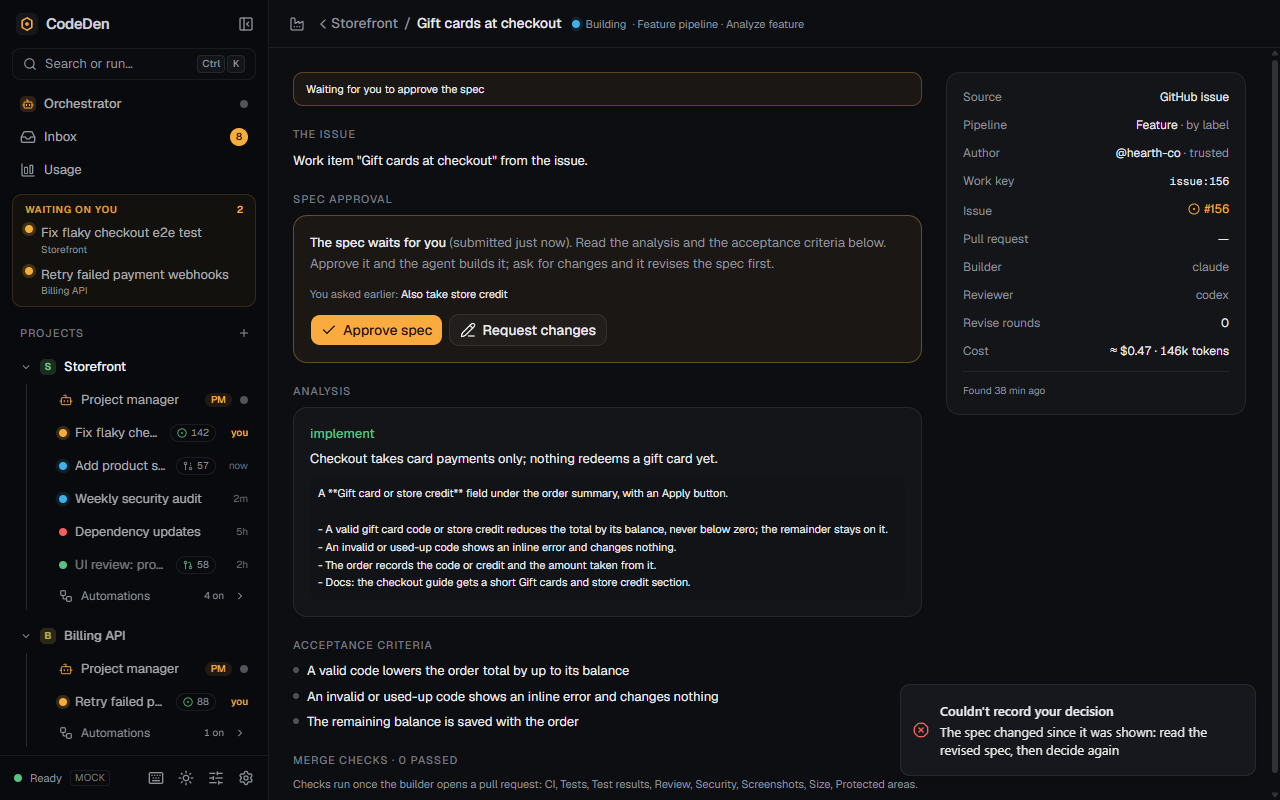 CodeDen
Search or run...
Ctrl K
Orchestrator
Inbox
8
Usage
WAITING ON YOU
2
Fix flaky checkout e2e test
Storefront
Retry failed payment webhooks
Billing API
PROJECTS
S Storefront
Project manager PM
Fix flaky che... 142 you
Add product s... 57 now
Weekly security audit 2m
Dependency updates 5h
UI review: pro... 58 2h
Automations 4 on
B Billing API
Project manager PM
Retry failed p... 88 you
Automations 1 on
Ready MOCK
Storefront / Gift cards at checkout Building · Feature pipeline · Analyze feature
Waiting for you to approve the spec
THE ISSUE
Work item "Gift cards at checkout" from the issue.
SPEC APPROVAL
The spec waits for you (submitted just now). Read the analysis and the acceptance criteria below.
Approve it and the agent builds it; ask for changes and it revises the spec first.
You asked earlier: Also take store credit
Approve spec
Request changes
ANALYSIS
implement
Checkout takes card payments only; nothing redeems a gift card yet.
A **Gift card or store credit** field under the order summary, with an Apply button.
- A valid gift card code or store credit reduces the total by its balance, never below zero; the remainder stays on it.
- An invalid or used-up code shows an inline error and changes nothing.
- The order records the code or credit and the amount taken from it.
- Docs: the checkout guide gets a short Gift cards and store credit section.
ACCEPTANCE CRITERIA
A valid code lowers the order total by up to its balance
An invalid or used-up code shows an inline error and changes nothing
The remaining balance is saved with the order
MERGE CHECKS · 0 PASSED
Checks run once the builder opens a pull request: CI, Tests, Test results, Review, Security, Screenshots, Size, Protected areas.
Source GitHub issue
Pipeline Feature · by label
Author @hearth-co · trusted
Work key issue:156
Issue #156
Pull request —
Builder claude
Reviewer codex
Revise rounds 0
Cost ≈ $0.47 · 146k tokens
Found 38 min ago
Couldn't record your decision
The spec changed since it was shown: read the
revised spec, then decide again